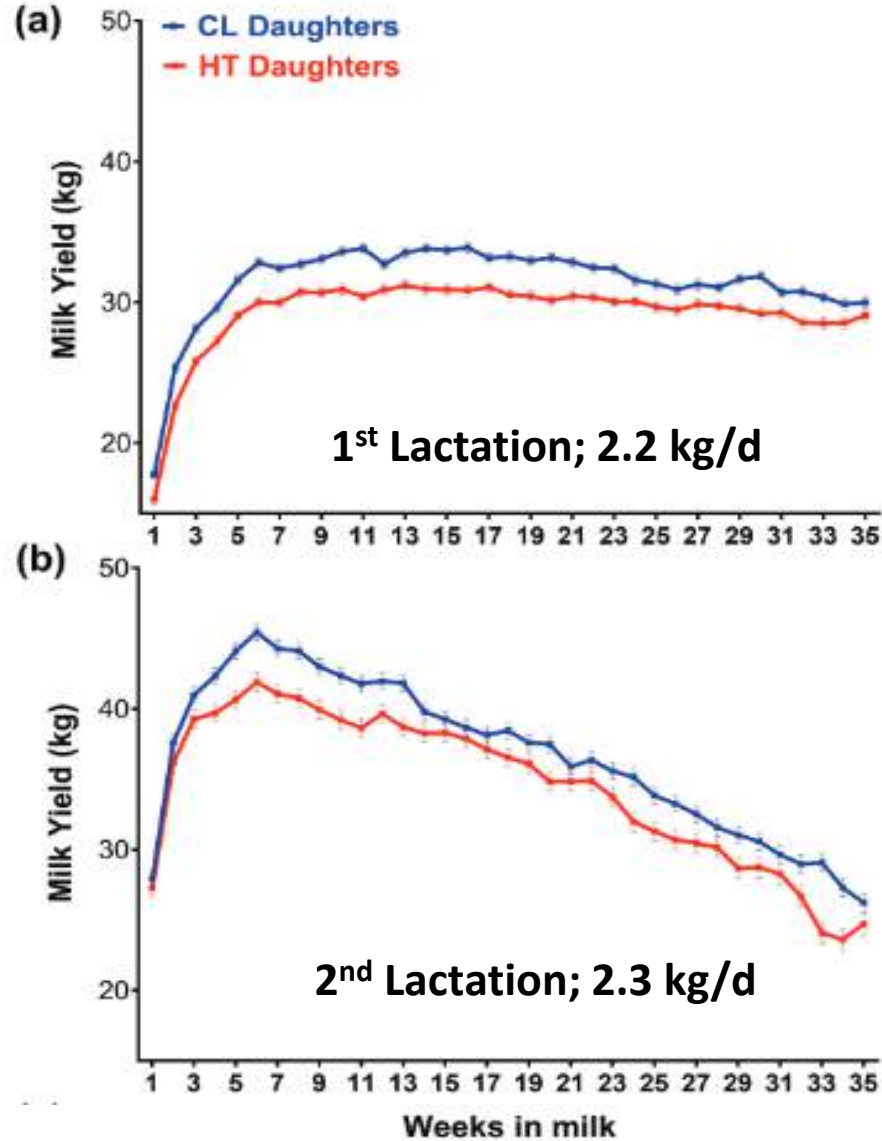 (a)
CL Daughters
HT Daughters
Milk Yield (kg)
50
40
30
20
1st Lactation; 2.2 kg/d
1 3 5 7 9 11 13 15 17 19 21 23 25 27 29 31 33 35
(b)
Milk Yield (kg)
50
40
30
20
2nd Lactation; 2.3 kg/d
1 3 5 7 9 11 13 15 17 19 21 23 25 27 29 31 33 35
Weeks in milk